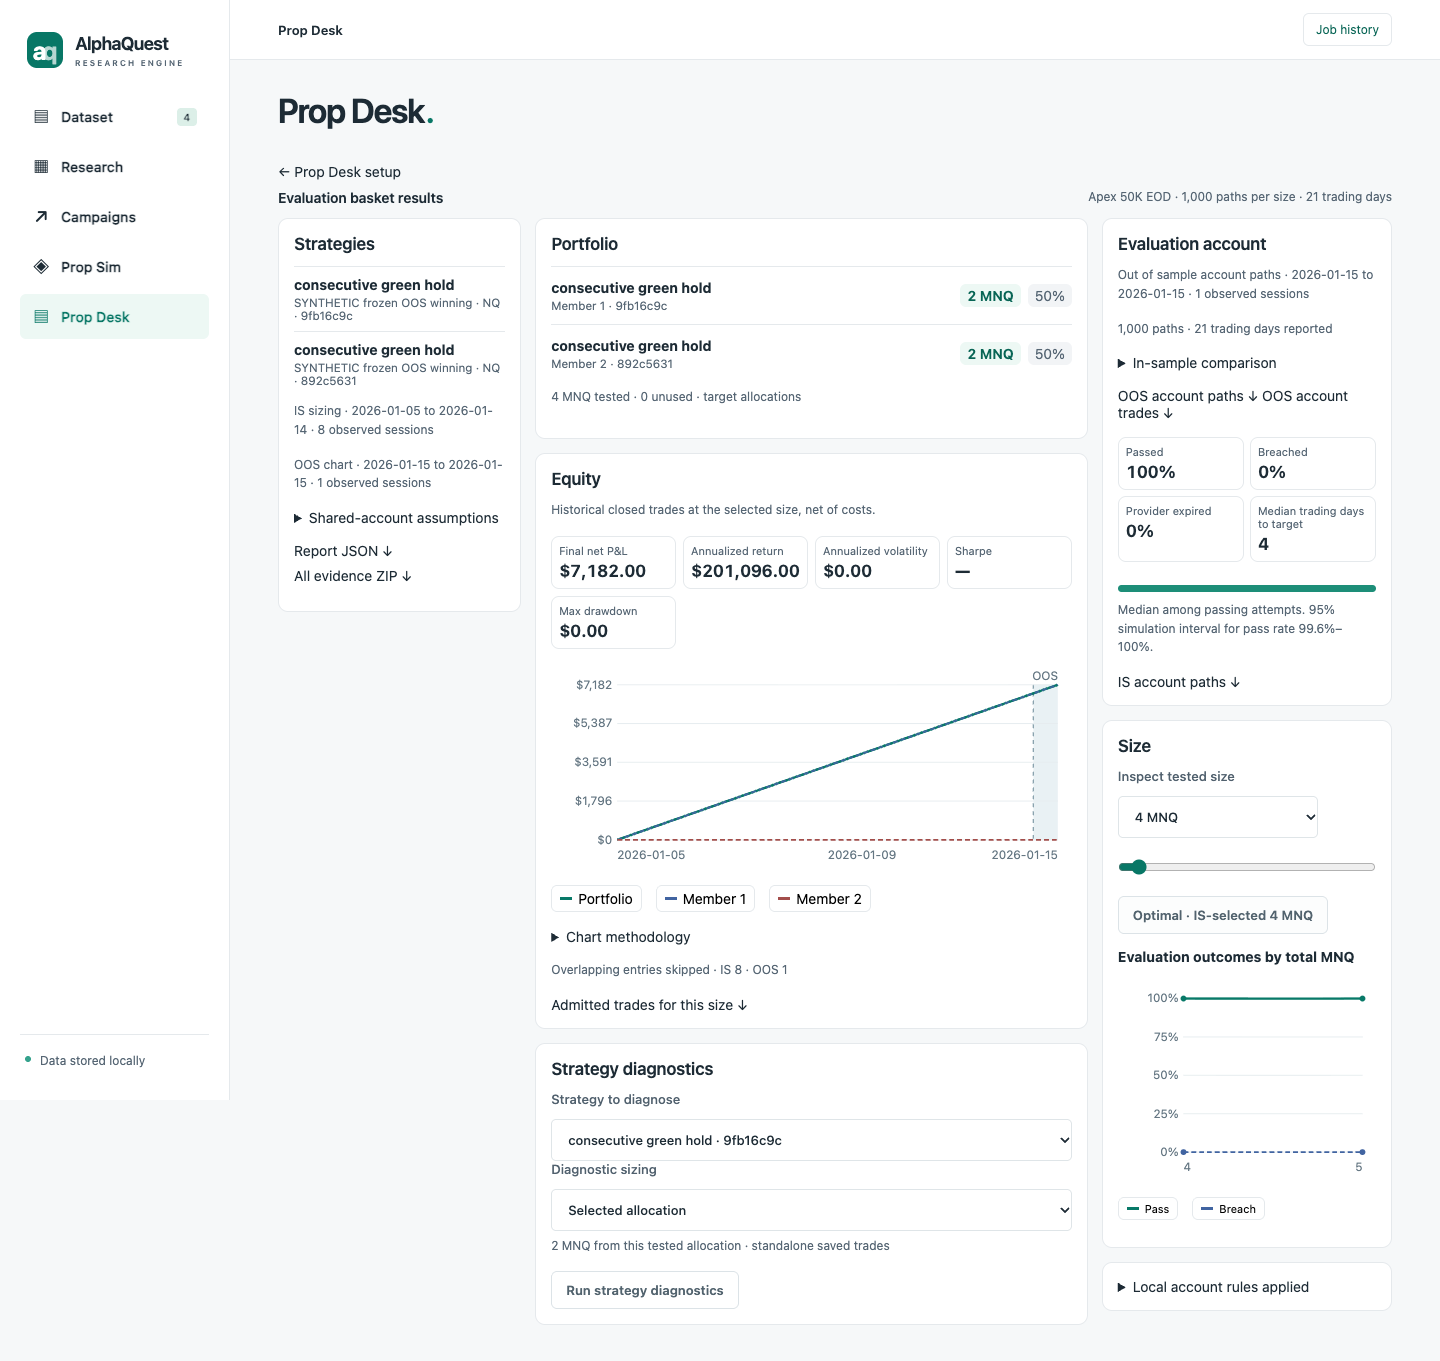 aq
AlphaQuest
RESEARCH ENGINE
Dataset
4
Research
Campaigns
Prop Sim
Prop Desk
Data stored locally
Prop Desk
Job history
Prop Desk.
← Prop Desk setup
Evaluation basket results
Apex 50K EOD · 1,000 paths per size · 21 trading days
Strategies
consecutive green hold
SYNTHETIC frozen OOS winning · NQ
· 9fb16c9c
consecutive green hold
SYNTHETIC frozen OOS winning · NQ
· 892c5631
IS sizing · 2026-01-05 to 2026-01-
14 · 8 observed sessions
OOS chart · 2026-01-15 to 2026-01-
15 · 1 observed sessions
▶ Shared-account assumptions
Report JSON ↓
All evidence ZIP ↓
Portfolio
consecutive green hold
Member 1 · 9fb16c9c
2 MNQ 50%
consecutive green hold
Member 2 · 892c5631
2 MNQ 50%
4 MNQ tested · 0 unused · target allocations
Equity
Historical closed trades at the selected size, net of costs.
Final net P&L
$7,182.00
Annualized return
$201,096.00
Annualized volatility
$0.00
Sharpe
—
Max drawdown
$0.00
OOS
$7,182
$5,387
$3,591
$1,796
$0
2026-01-05 2026-01-09 2026-01-15
Portfolio Member 1 Member 2
▶ Chart methodology
Overlapping entries skipped · IS 8 · OOS 1
Admitted trades for this size ↓
Strategy diagnostics
Strategy to diagnose
consecutive green hold · 9fb16c9c
Diagnostic sizing
Selected allocation
2 MNQ from this tested allocation · standalone saved trades
Run strategy diagnostics
Evaluation account
Out of sample account paths · 2026-01-15 to
2026-01-15 · 1 observed sessions
1,000 paths · 21 trading days reported
▶ In-sample comparison
OOS account paths ↓ OOS account
trades ↓
Passed
100%
Breached
0%
Provider expired
0%
Median trading days
to target
4
Median among passing attempts. 95%
simulation interval for pass rate 99.6%–
100%.
IS account paths ↓
Size
Inspect tested size
4 MNQ
Optimal · IS-selected 4 MNQ
Evaluation outcomes by total MNQ
100%
75%
50%
25%
0%
4 5
Pass Breach
▶ Local account rules applied